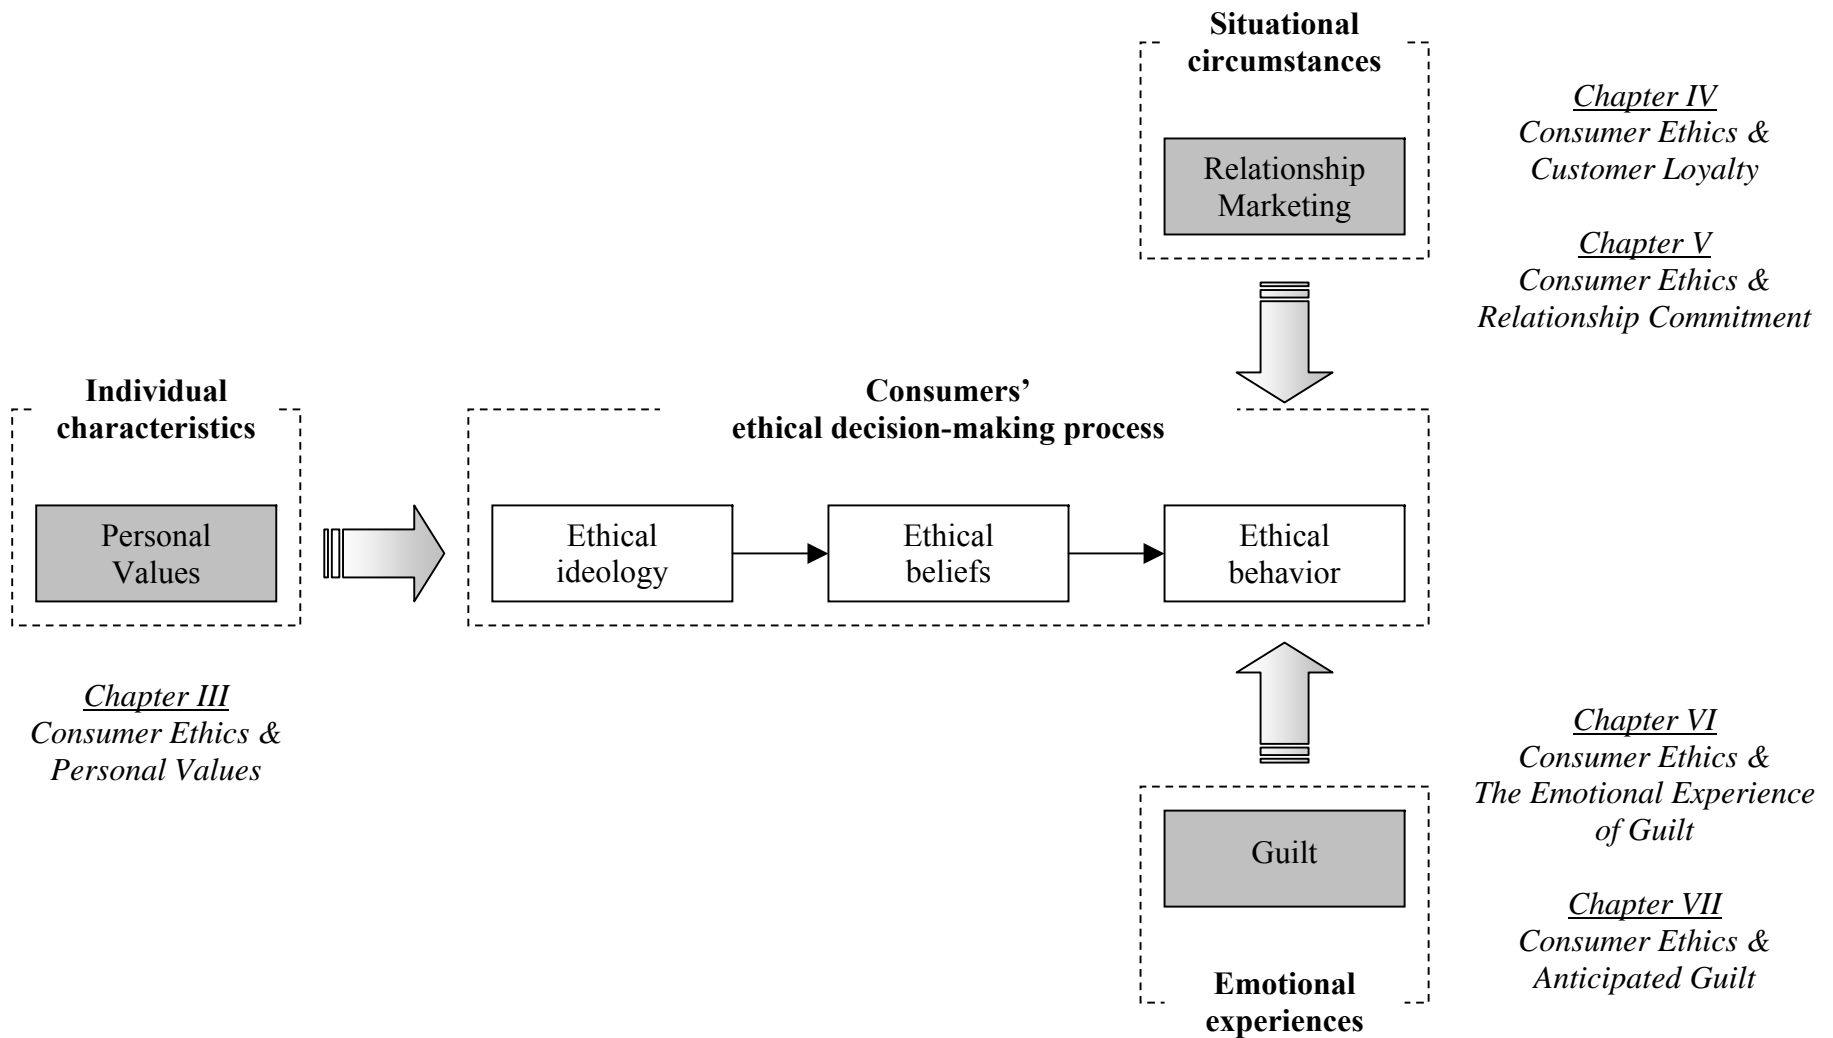 Situational
circumstances
Relationship
Marketing
Chapter IV
Consumer Ethics &
Customer Loyalty
Chapter V
Consumer Ethics &
Relationship Commitment
Individual
characteristics
Personal
Values
Chapter III
Consumer Ethics &
Personal Values
Consumers’
ethical decision-making process
Ethical
ideology
Ethical
beliefs
Ethical
behavior
Guilt
Emotional
experiences
Chapter VI
Consumer Ethics &
The Emotional Experience
of Guilt
Chapter VII
Consumer Ethics &
Anticipated Guilt